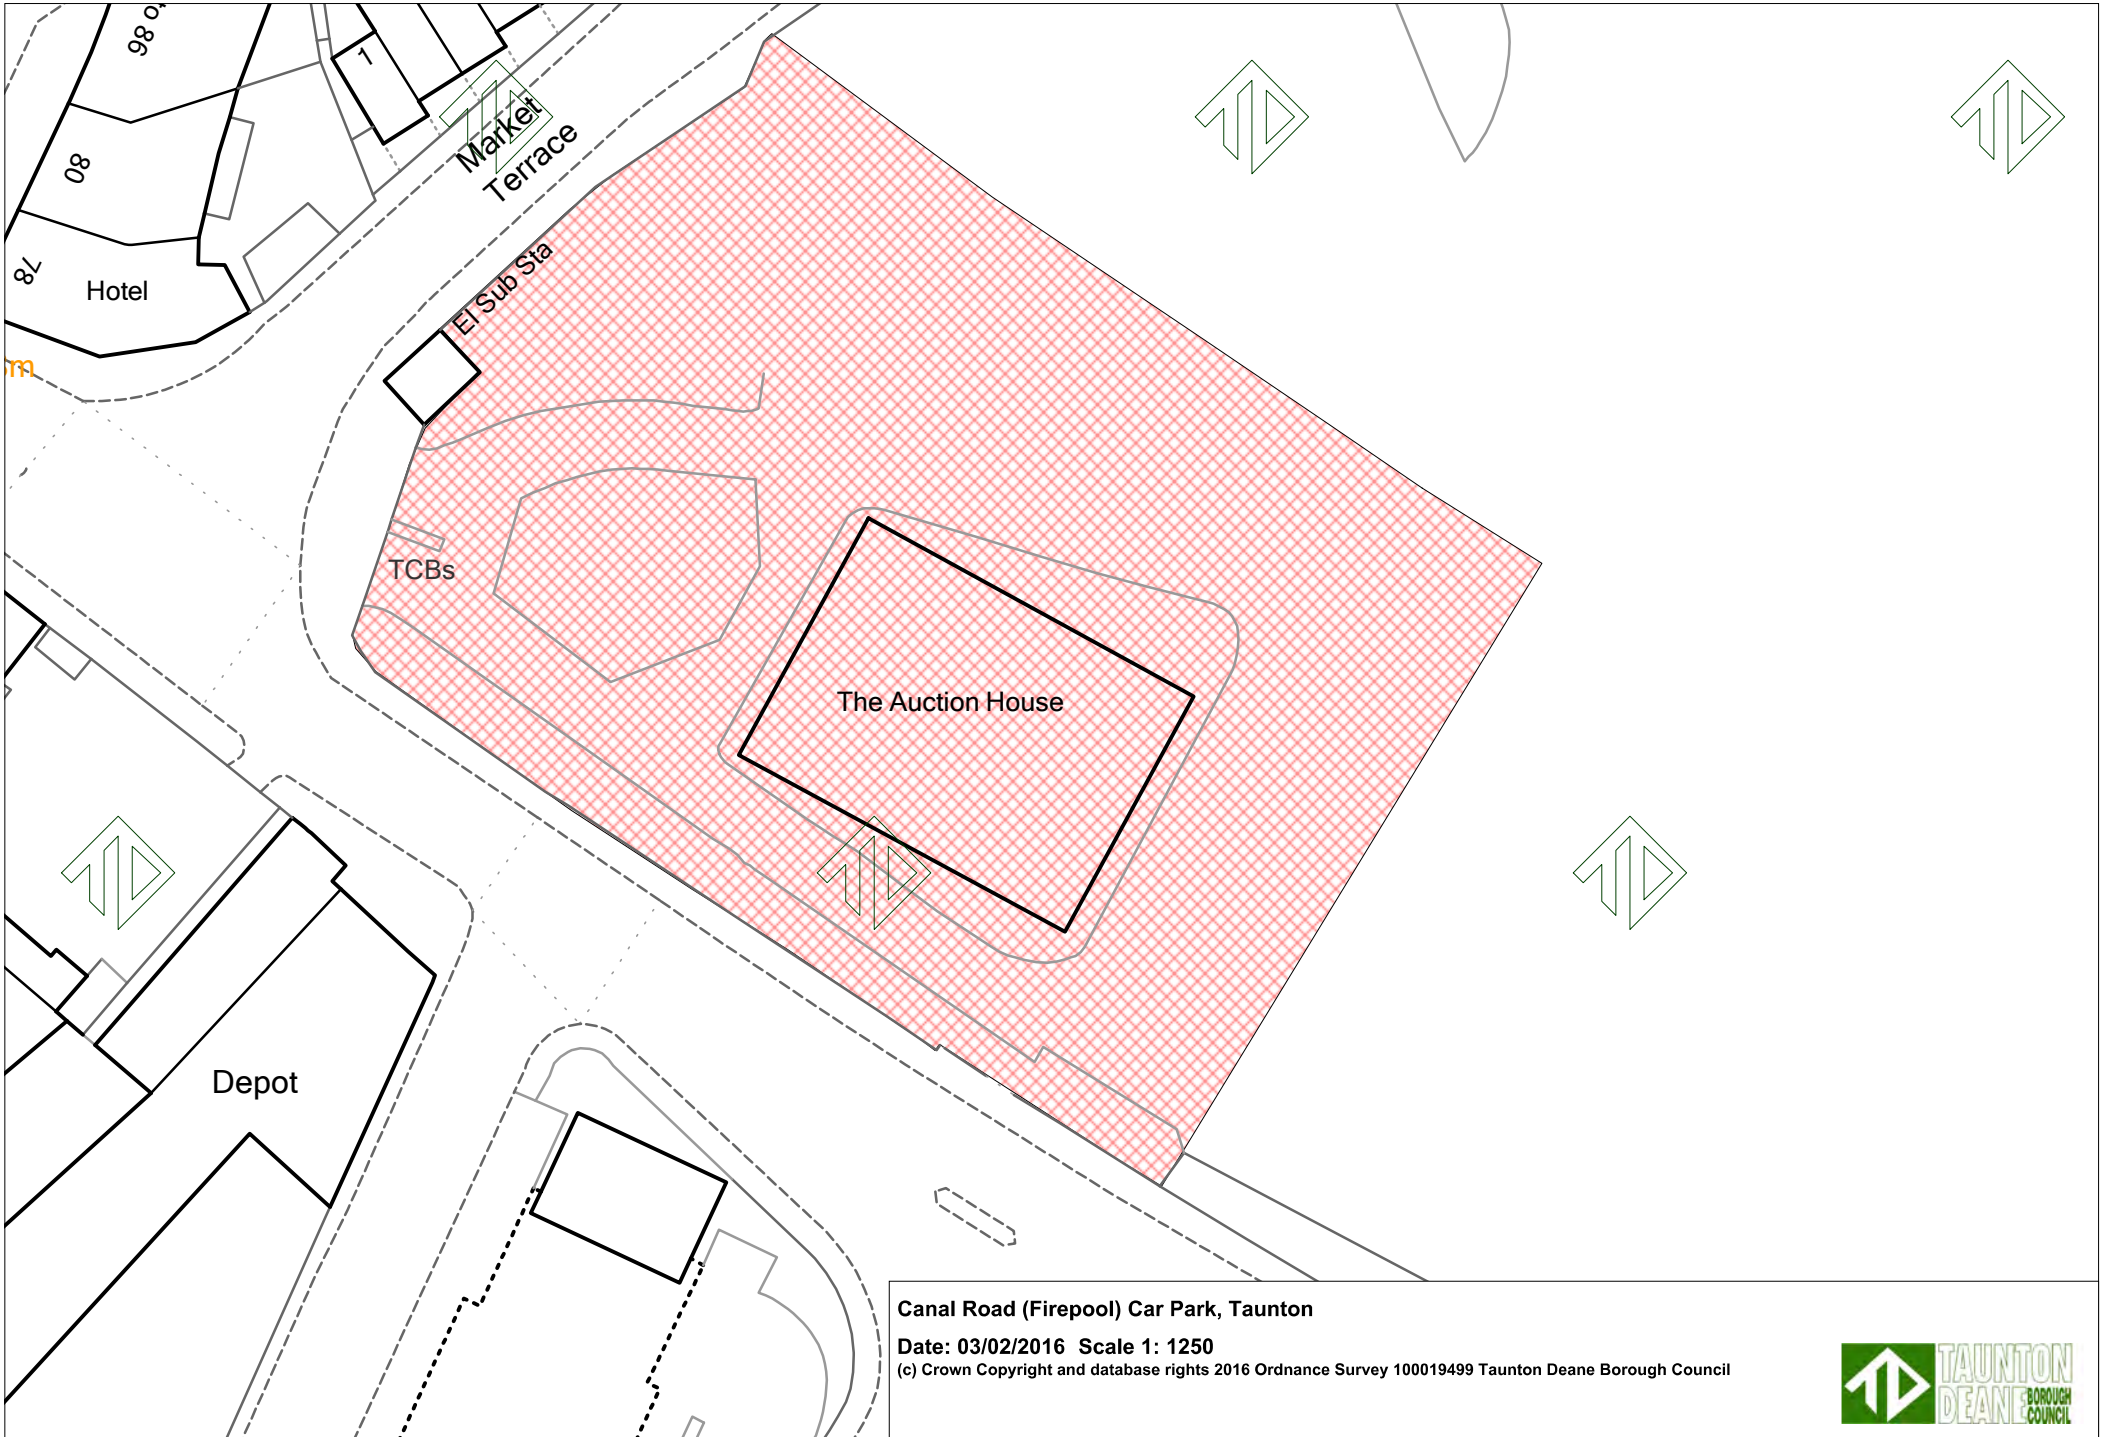 to 98
1
Market
Terrace
80
78
Hotel
El Sub Sta
TCBs
The Auction House
Depot
Canal Road (Firepool) Car Park, Taunton
Date: 03/02/2016 Scale 1: 1250
(c) Crown Copyright and database rights 2016 Ordnance Survey 100019499 Taunton Deane Borough Council
TAUNTON
DEANE BOROUGH
COUNCIL